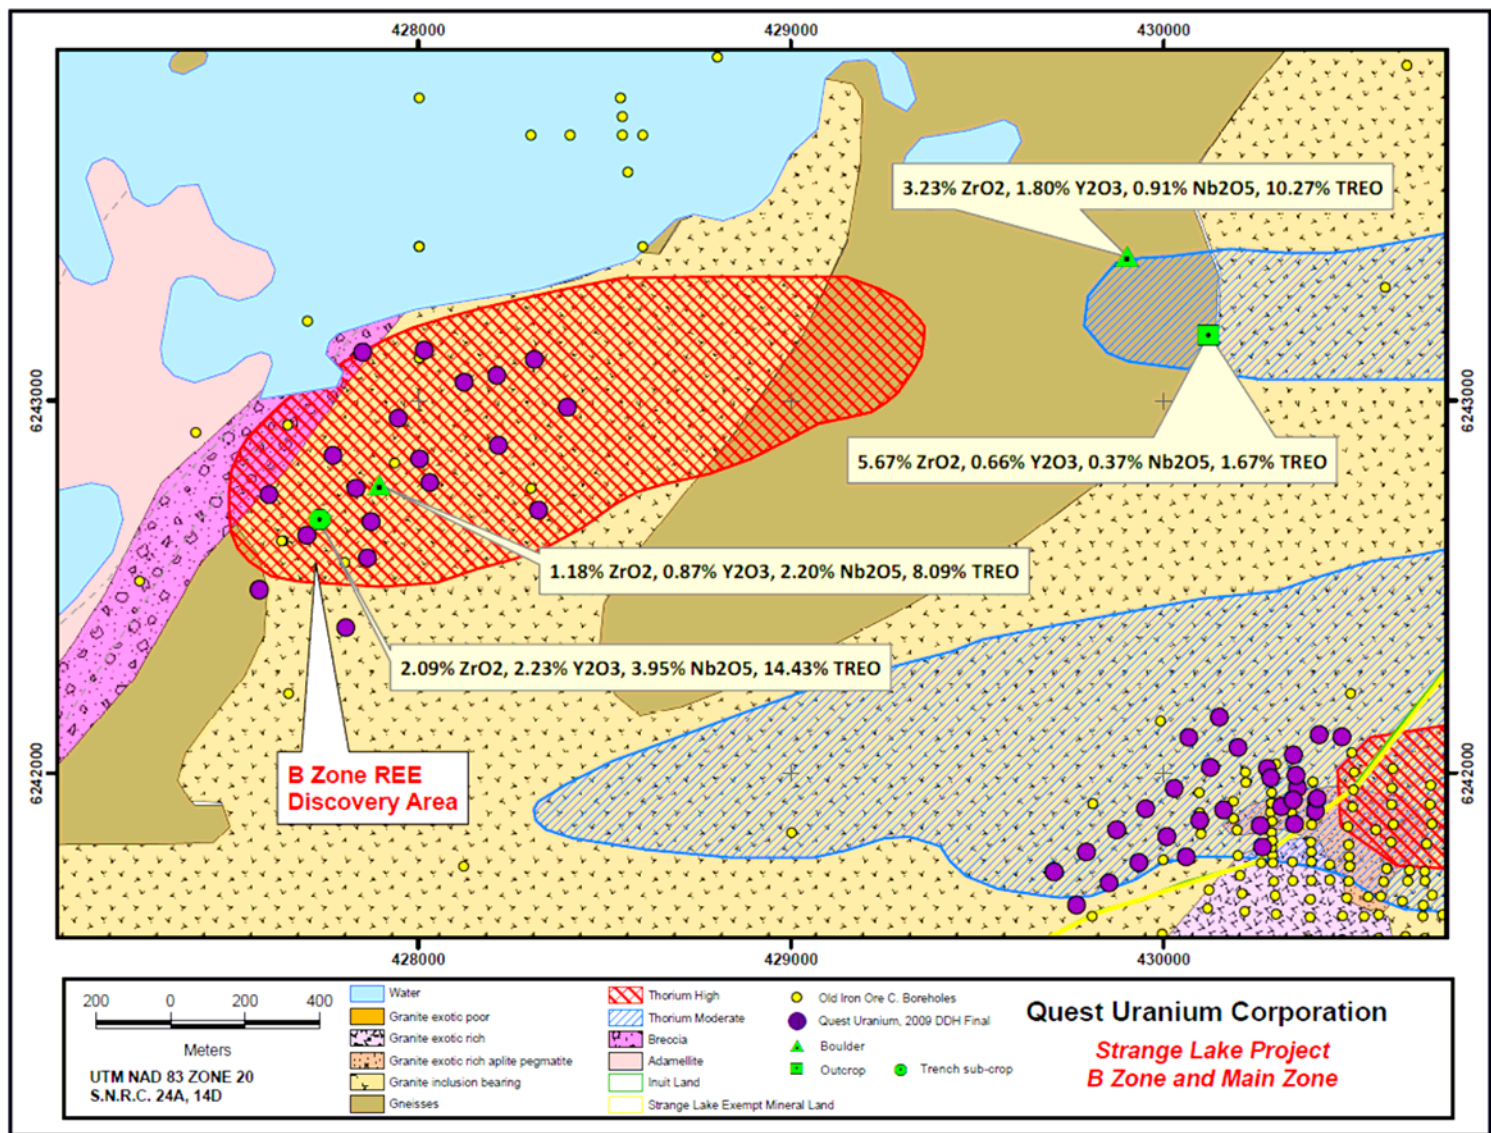 428000 429000 430000
3.23% ZrO2, 1.80% Y2O3, 0.91% Nb2O5, 10.27% TREO
6243000 6243000
5.67% ZrO2, 0.66% Y2O3, 0.37% Nb2O5, 1.67% TREO
1.18% ZrO2, 0.87% Y2O3, 2.20% Nb2O5, 8.09% TREO
2.09% ZrO2, 2.23% Y2O3, 3.95% Nb2O5, 14.43% TREO
B Zone REE
Discovery Area
6242000 6242000
428000 429000 430000
200 0 200 400
Meters
UTM NAD 83 ZONE 20
S.N.R.C. 24A, 14D
Water
Granite exotic poor
Granite exotic rich
Granite exotic rich aplite pegmatite
Granite inclusion bearing
Gneisses
Thorium High
Thorium Moderate
Breccia
Adamellite
Inuit Land
Strange Lake Exempt Mineral Land
Old Iron Ore C. Boreholes
Quest Uranium, 2009 DDH Final
Boulder
Outcrop
Trench sub-crop
Quest Uranium Corporation
Strange Lake Project
B Zone and Main Zone